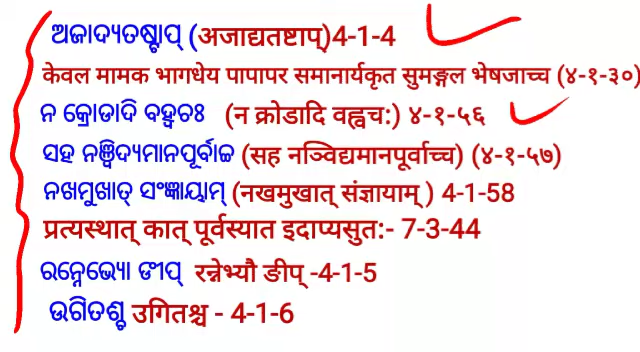 ଅଜାଦ୍ୟତଷ୍ଟାପ୍ (अजाद्यतष्टाप्)4-1-4
केवल मामक भागधेय पापापर समानार्यकृत सुमङ्गल भेषजाच्च (४-१-३०)
ନ କ୍ରୋଡାଦି ବହ୍ୱଚଃ (न क्रोडादि वह्वच:) ४-१-५६
ସହ ନଞ୍ଵିଦ୍ୟମାନପୂର୍ବାଚ୍ଚ (सह नञ्विद्यमानपूर्वाच्च) (४-१-५७)
ନଖମୁଖାତ୍ ସଂଜ୍ଞାୟାମ୍ (नखमुखात् संज्ञायाम् ) 4-1-58
प्रत्यस्थात् कात् पूर्वस्यात इदाप्यसुत:- 7-3-44
ଋନ୍ନେଭ୍ୟୋ ଙୀପ୍ रन्नेभ्यौ ङीप् -4-1-5
ଉଗିତଶ୍ଚ उगितश्च - 4-1-6